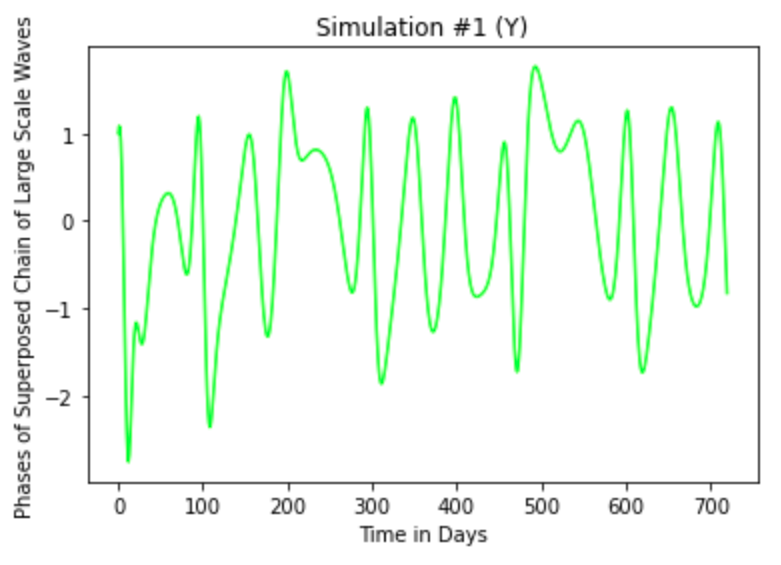 Simulation #1 (Y)
Phases of Superposed Chain of Large Scale Waves
1
0
−1
−2
0 100 200 300 400 500 600 700
Time in Days